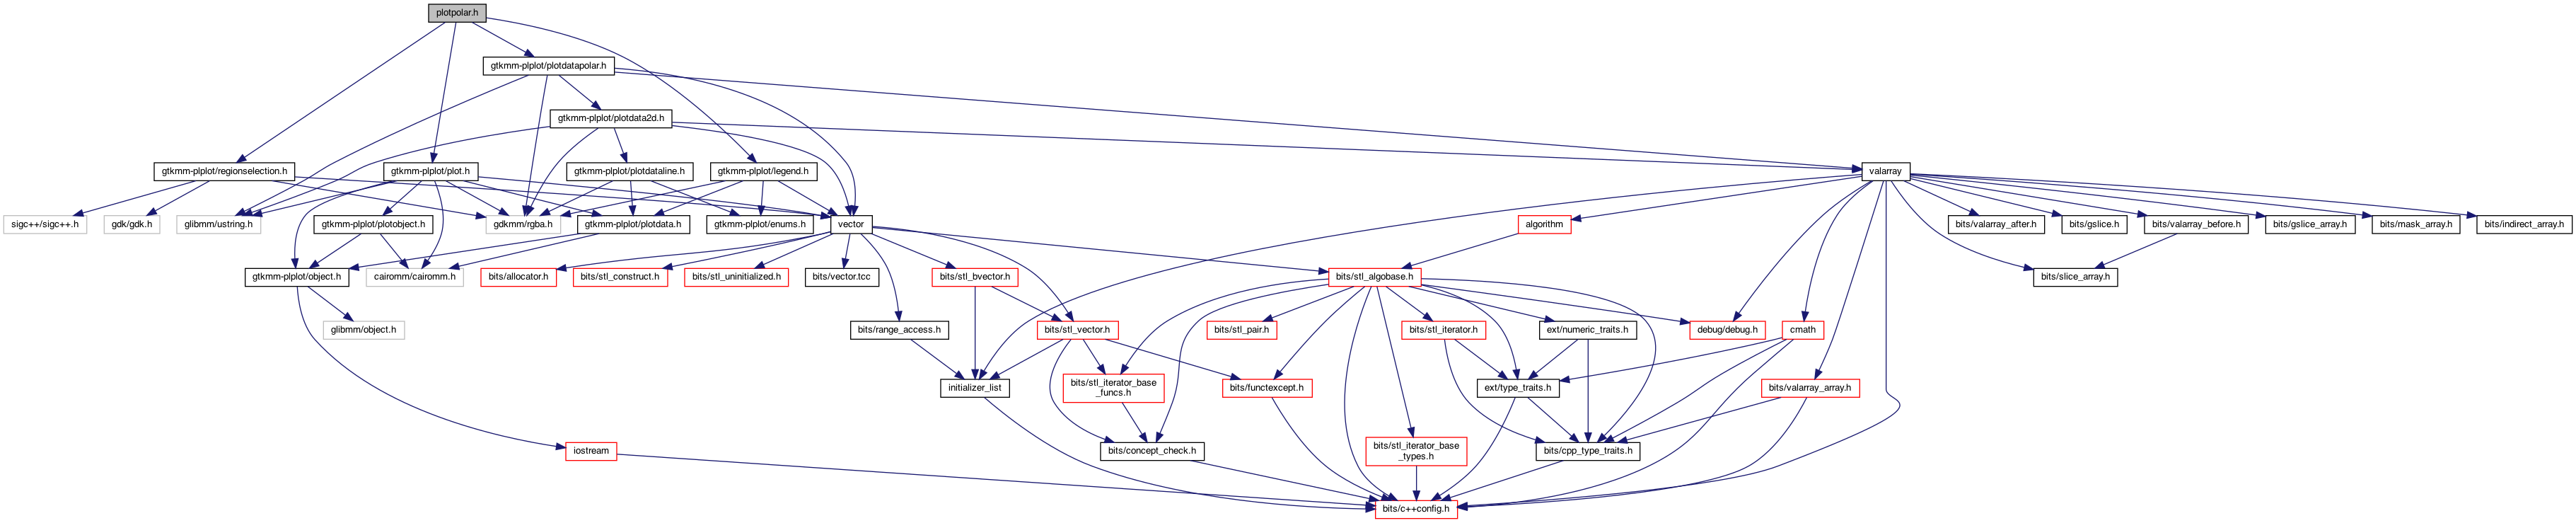 plotpolar.h
gtkmm-plplot/plotdatapolar.h
gtkmm-plplot/plotdata2d.h
gtkmm-plplot/regionselection.h
gtkmm-plplot/plot.h
gtkmm-plplot/plotdataline.h
gtkmm-plplot/legend.h
valarray
sigc++/sigc++.h
gdk/gdk.h
glibmm/ustring.h
gtkmm-plplot/plotobject.h
gdkmm/rgba.h
gtkmm-plplot/plotdata.h
gtkmm-plplot/enums.h
vector
algorithm
bits/valarray_after.h
bits/gslice.h
bits/valarray_before.h
bits/gslice_array.h
bits/mask_array.h
bits/indirect_array.h
gtkmm-plplot/object.h
cairomm/cairomm.h
bits/allocator.h
bits/stl_construct.h
bits/stl_uninitialized.h
bits/vector.tcc
bits/stl_bvector.h
bits/stl_algobase.h
bits/slice_array.h
glibmm/object.h
bits/range_access.h
bits/stl_vector.h
bits/stl_pair.h
bits/stl_iterator.h
ext/numeric_traits.h
debug/debug.h
cmath
initializer_list
bits/stl_iterator_base
_funcs.h
bits/functexcept.h
ext/type_traits.h
bits/valarray_array.h
iostream
bits/concept_check.h
bits/stl_iterator_base
_types.h
bits/cpp_type_traits.h
bits/c++config.h